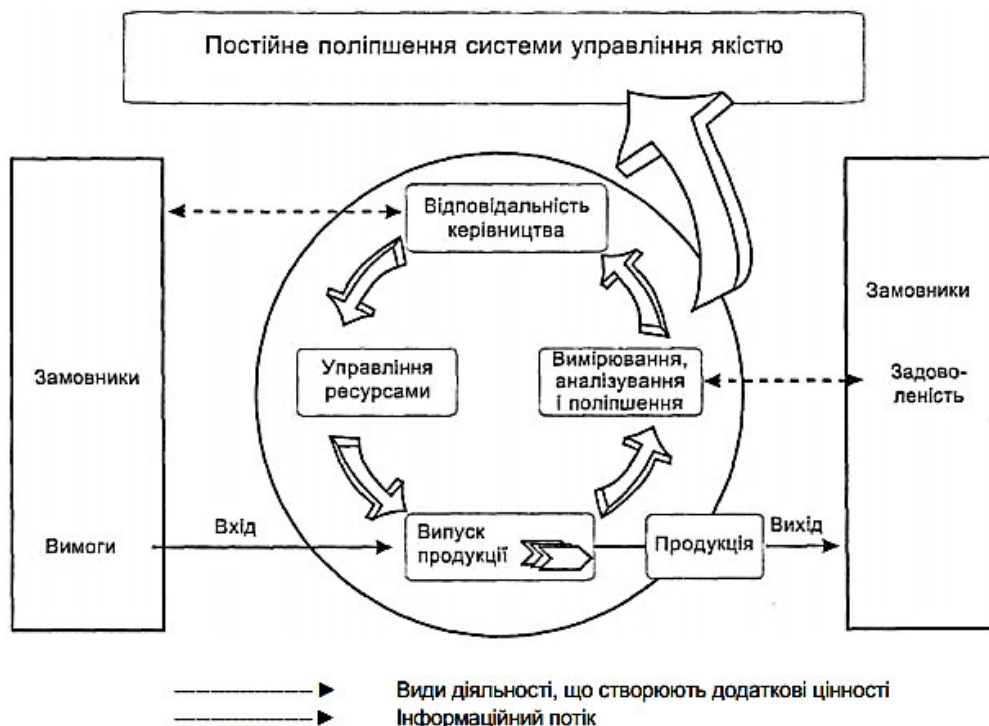 Постійне поліпшення системи управління якістю
Відповідальність
керівництва
Замовники
Управління
ресурсами
Вимірювання,
аналізування
і поліпшення
Замовники
Задово-
леність
Вимоги
Вхід
Випуск
продукції
Продукція
Вихід
Види діяльності, що створюють додаткові цінності
Інформаційний потік